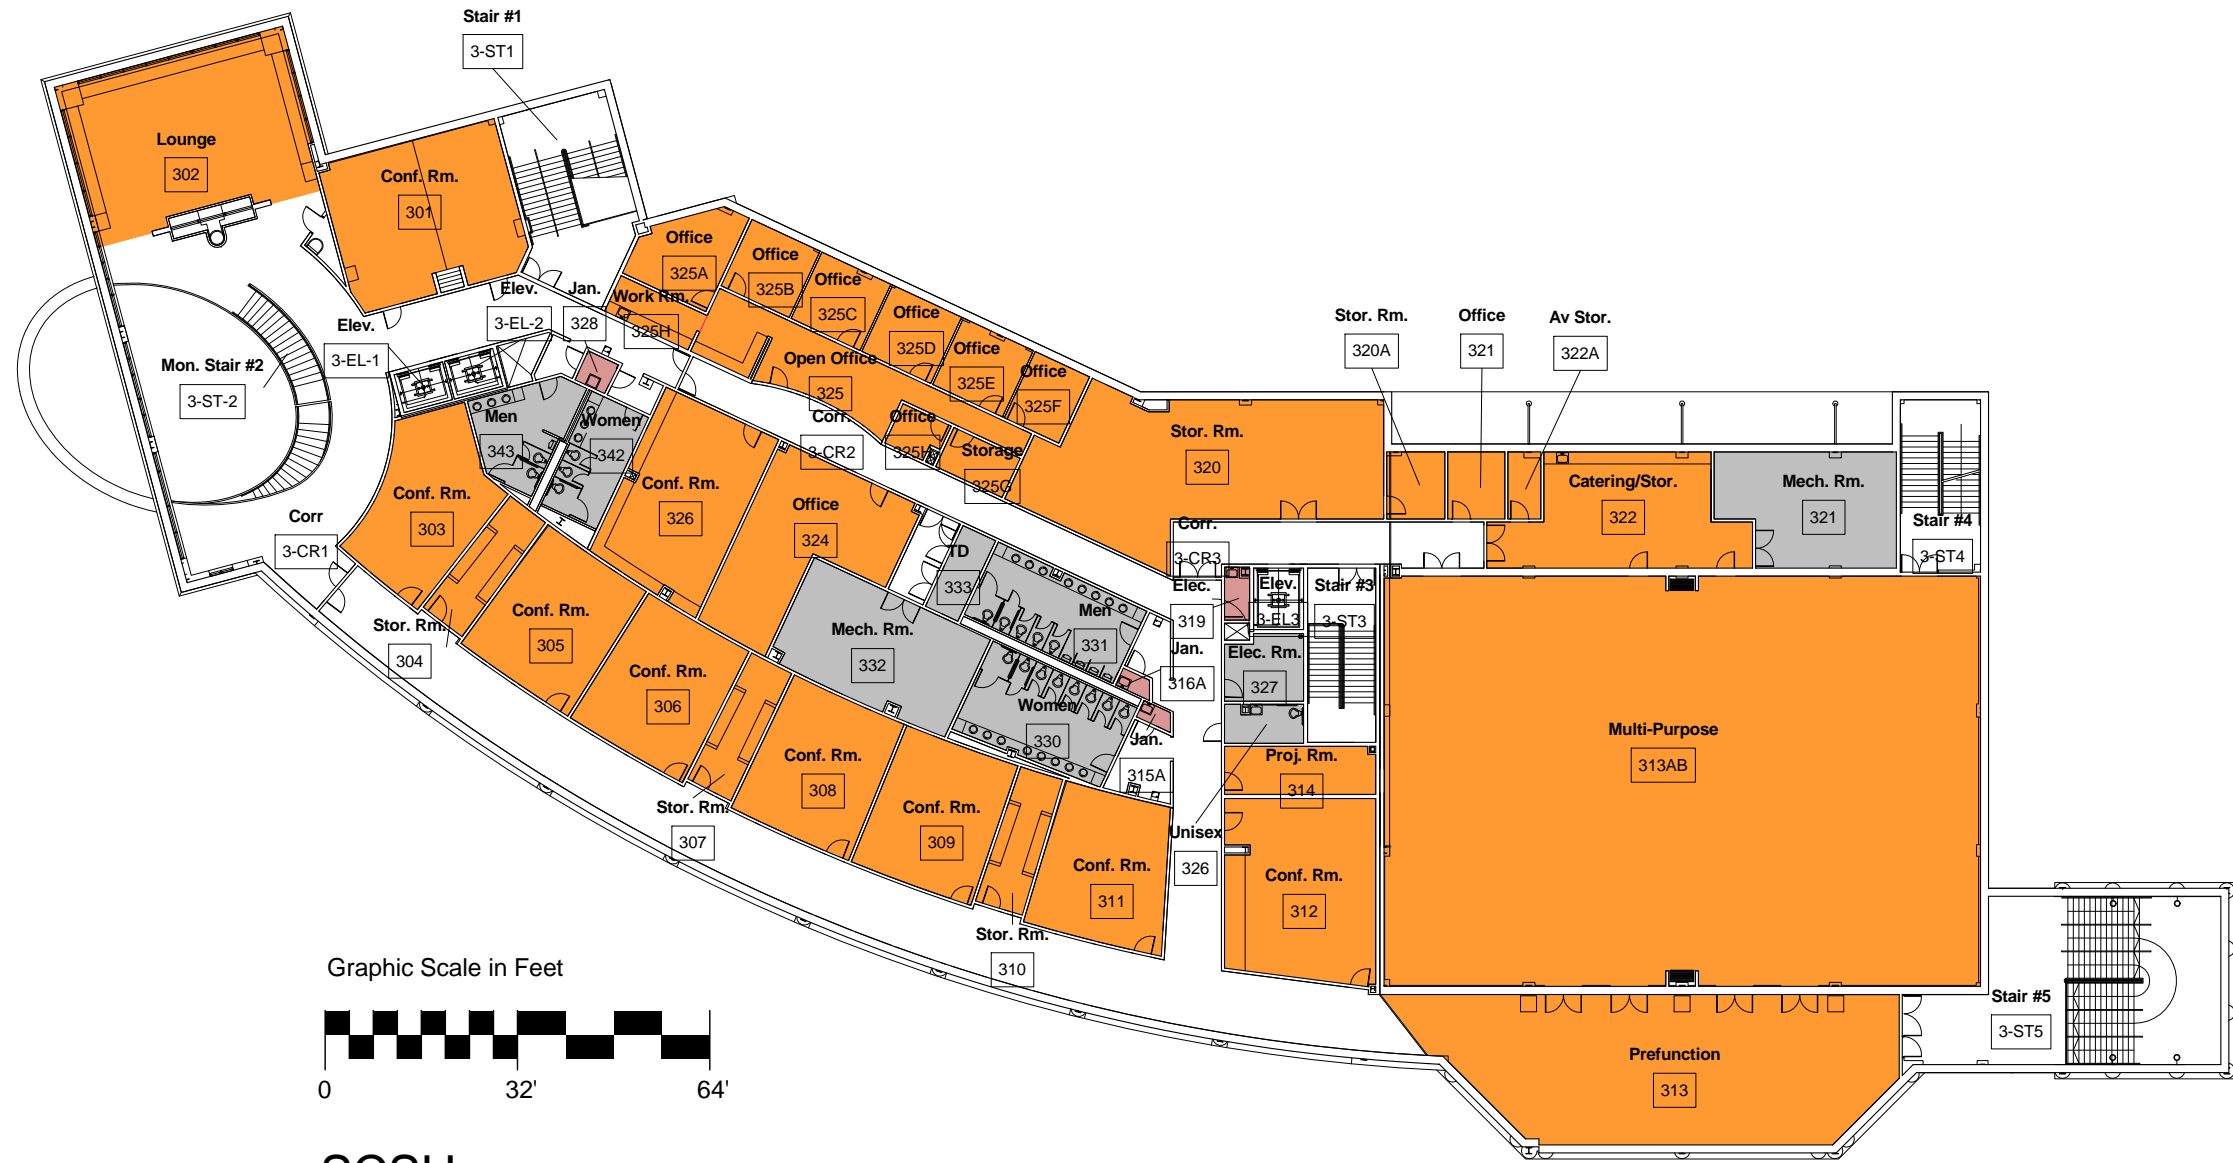 Stair #1
3-ST1
Lounge
302
Conf. Rm.
301
Office
325A
Office
325B
Office
325C
Office
325D
Office
325E
Office
325F
Work Rm.
325H
Elev.
3-EL-2
Jan.
328
Elev.
3-EL-1
Mon. Stair #2
3-ST-2
Open Office
325
Corr.
3-CR2
Office
325H
Storage
325G
Stor. Rm.
320
Stor. Rm.
320A
Office
321
Av Stor.
322A
Catering/Stor.
322
Mech. Rm.
321
Stair #4
3-ST4
Men
343
Women
342
Conf. Rm.
303
Corr
3-CR1
Conf. Rm.
326
Office
324
TD
333
Corr.
3-CR3
Elec.
319
Elev.
3-EL3
Stair #3
3-ST3
Stor. Rm.
304
Conf. Rm.
305
Conf. Rm.
306
Mech. Rm.
332
Men
331
Jan.
316A
Elec. Rm.
327
Women
330
Jan.
315A
Stor. Rm.
307
Conf. Rm.
308
Conf. Rm.
309
Proj. Rm.
314
Unisex
326
Conf. Rm.
311
Conf. Rm.
312
Stor. Rm.
310
Multi-Purpose
313AB
Prefunction
313
Stair #5
3-ST5
Graphic Scale in Feet
0 32' 64'